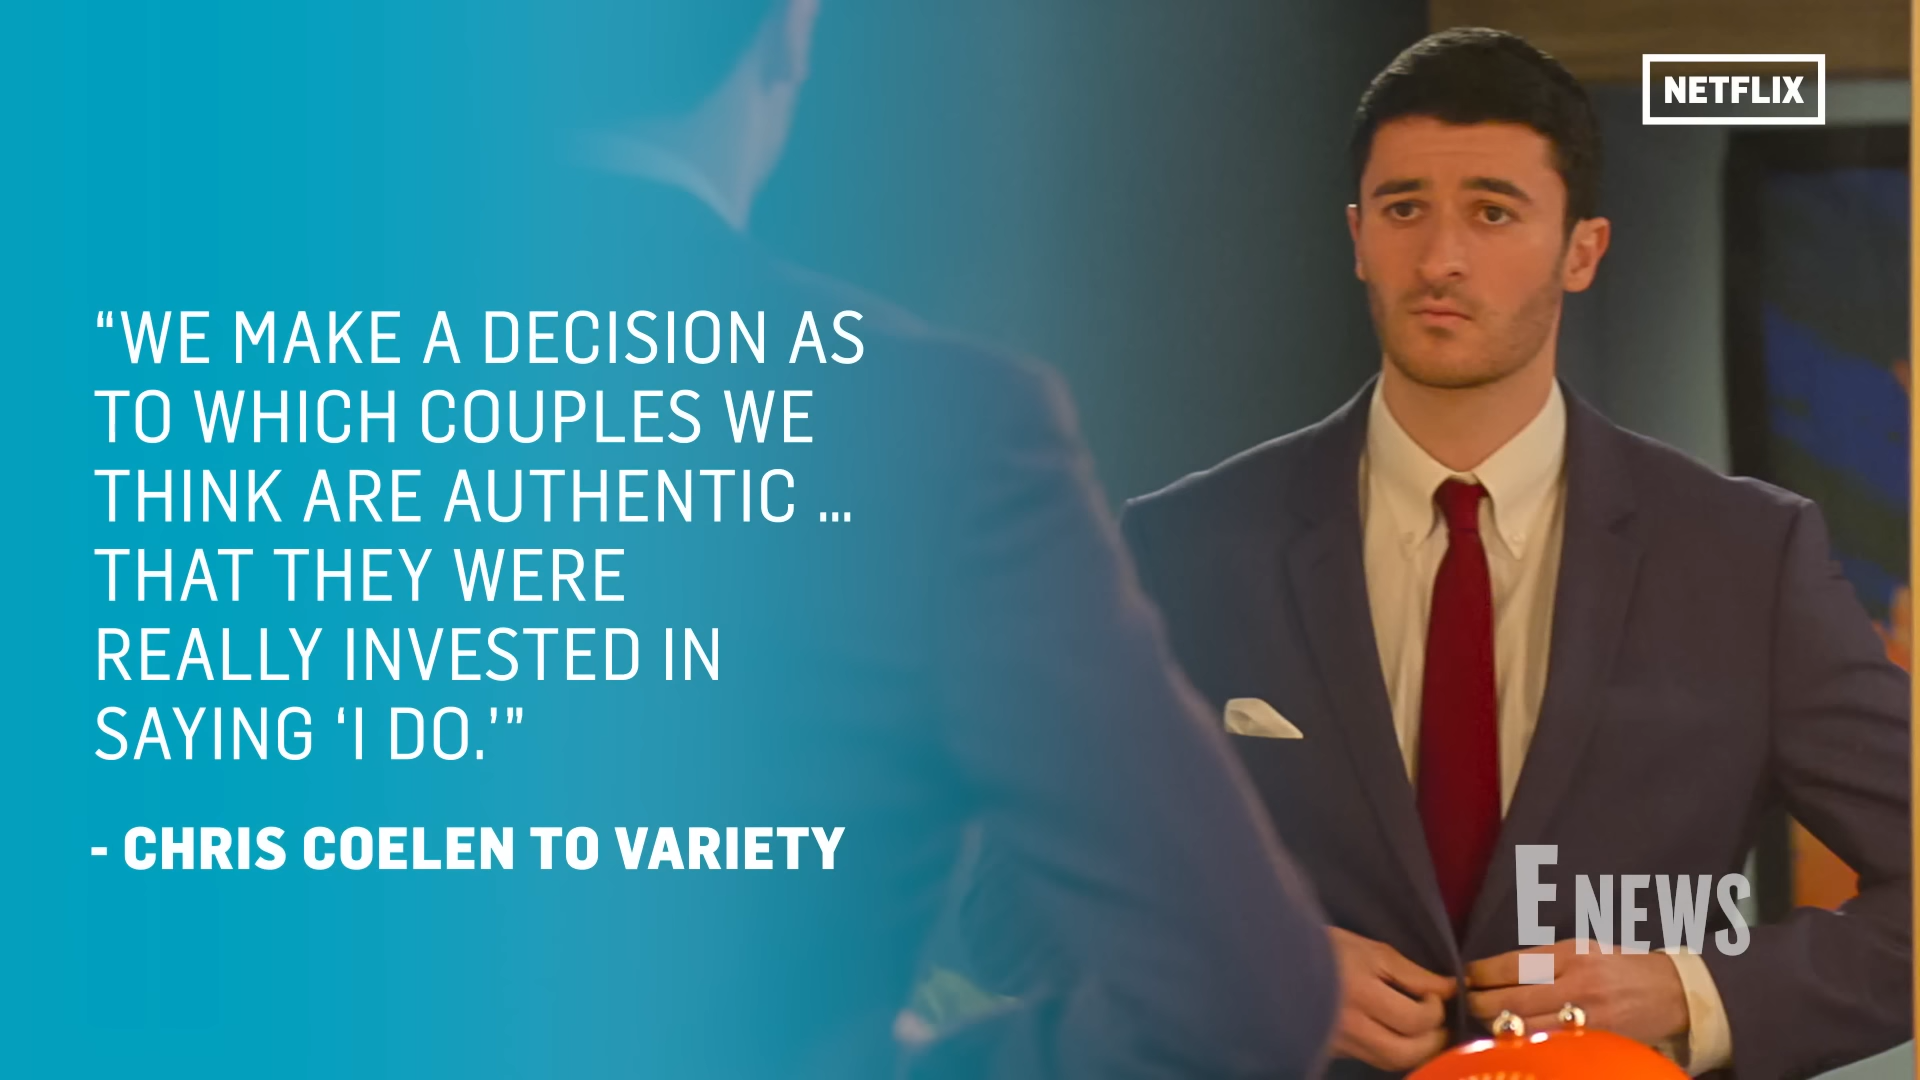 NETFLIX
“WE MAKE A DECISION AS
TO WHICH COUPLES WE
THINK ARE AUTHENTIC ...
THAT THEY WERE
REALLY INVESTED IN
SAYING ‘I DO.’”
- CHRIS COELEN TO VARIETY
E! NEWS